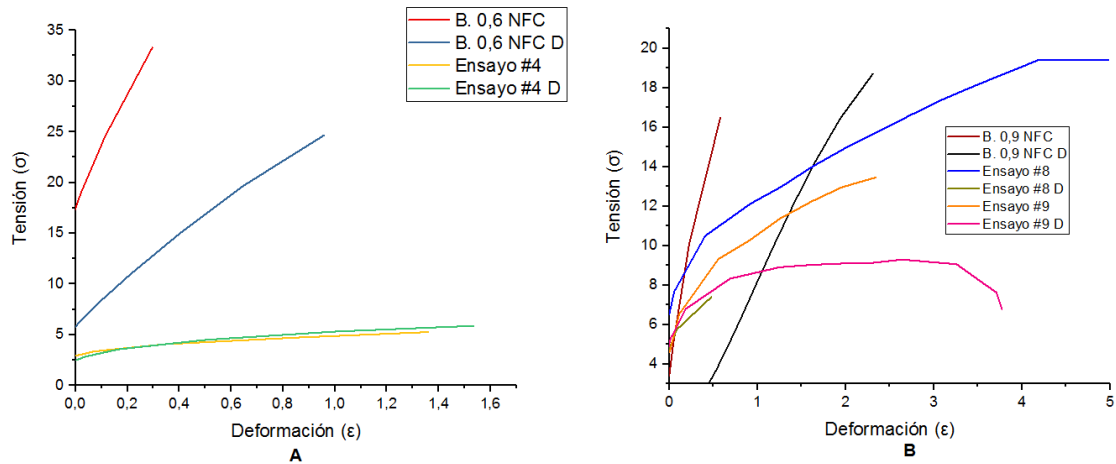 B. 0,6 NFC
B. 0,6 NFC D
Ensayo #4
Ensayo #4 D
35
30
25
20
15
10
5
0
Tensión (σ)
0,0 0,2 0,4 0,6 0,8 1,0 1,2 1,4 1,6
Deformación (ε)
A
B. 0,9 NFC
B. 0,9 NFC D
Ensayo #8
Ensayo #8 D
Ensayo #9
Ensayo #9 D
20
18
16
14
12
10
8
6
4
Tensión (σ)
0 1 2 3 4 5
Deformación (ε)
B